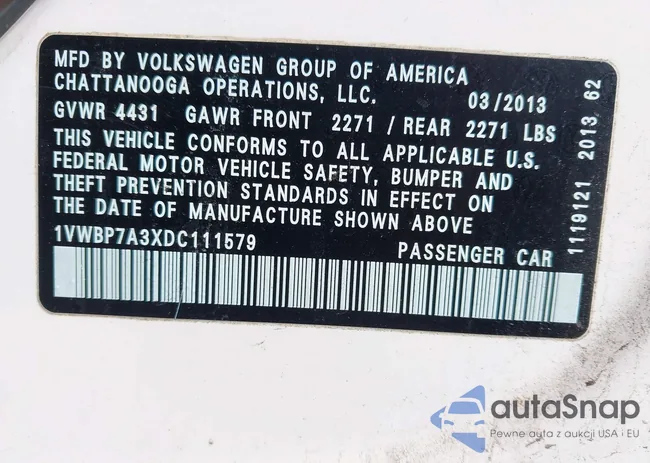 MFD BY VOLKSWAGEN GROUP OF AMERICA
CHATTANOOGA OPERATIONS, LLC. 03/2013
GVWR 4431 GAWR FRONT 2271 / REAR 2271 LBS
THIS VEHICLE CONFORMS TO ALL APPLICABLE U.S.
FEDERAL MOTOR VEHICLE SAFETY, BUMPER AND
THEFT PREVENTION STANDARDS IN EFFECT ON
THE DATE OF MANUFACTURE SHOWN ABOVE
1VWBP7A3XDC111579 PASSENGER CAR
1119121 2013 62
autaSnap
Pewne auta z aukcji USA i EU